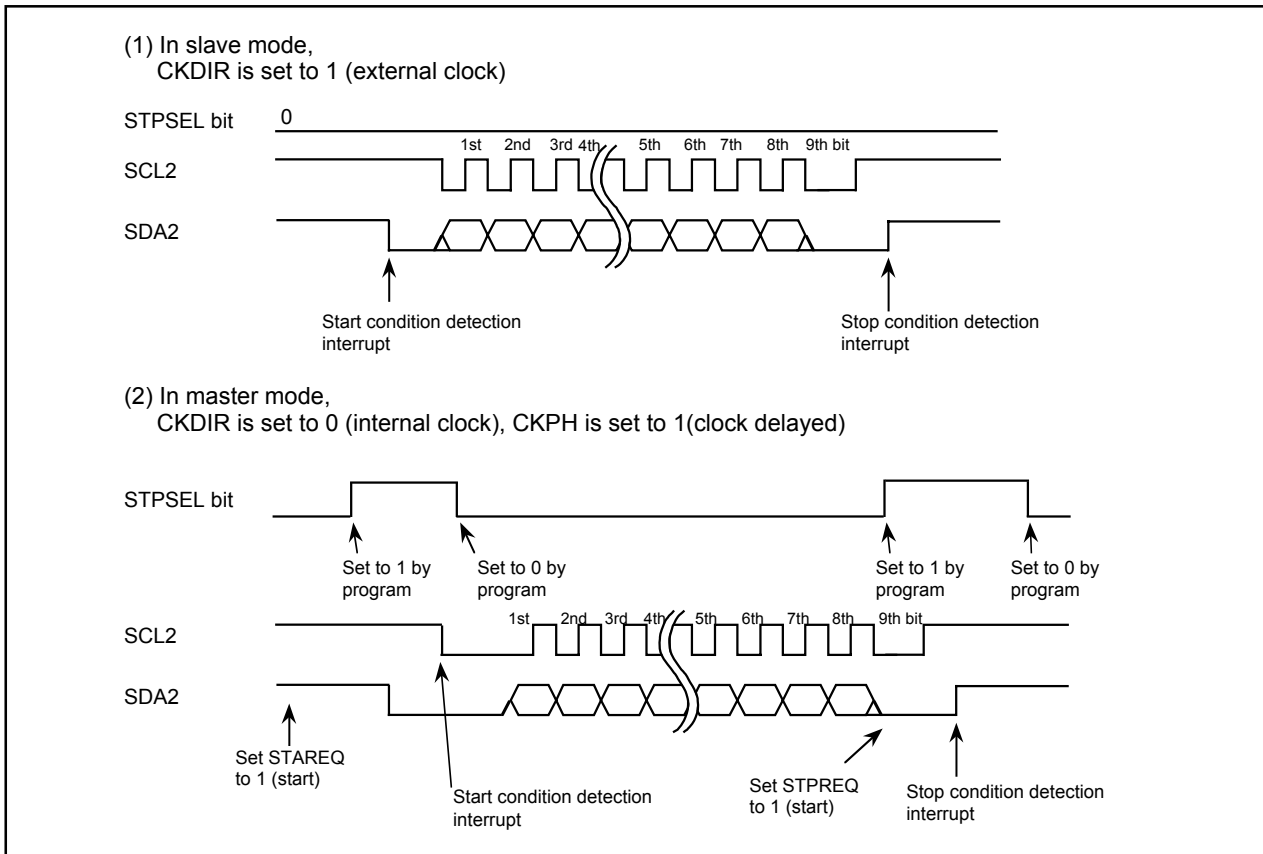 (1) In slave mode,
CKDIR is set to 1 (external clock)
STPSEL bit
0
1st 2nd 3rd 4th 5th 6th 7th 8th 9th bit
SCL2
SDA2
Start condition detection
interrupt
Stop condition detection
interrupt
(2) In master mode,
CKDIR is set to 0 (internal clock), CKPH is set to 1(clock delayed)
STPSEL bit
Set to 1 by
program
Set to 0 by
program
Set to 1 by
program
Set to 0 by
program
1st 2nd 3rd 4th 5th 6th 7th 8th 9th bit
SCL2
SDA2
Set STAREQ
to 1 (start)
Start condition detection
interrupt
Set STPREQ
to 1 (start)
Stop condition detection
interrupt